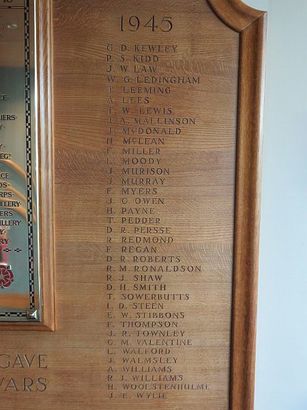 1945
G. D. KEWLEY
P. S. KIDD
J. W. LAW
W. G. LEDINGHAM
LEEMING
A. LEES
T. W. LEWIS
J. A. MALLINSON
J. McDONALD
H. McLEAN
F. MILLER
L. MOODY
J. MURISON
J. MURRAY
F. MYERS
J. G. OWEN
H. PAYNE
T. PEDDER
D. R. PERSSE
R. REDMOND
F. REGAN
D. R. ROBERTS
R. M. RONALDSON
R. J. SHAW
D. H. SMITH
T. SOWERBUTTS
L. D. STEEN
E. W. STIBBONS
F. THOMPSON
J. R. TOWNLEY
G. M. VALENTINE
L. WALFORD
J. WALMSLEY
A. WILLIAMS
R. J. WILLIAMS
H. WOOLSTENHULME
J. E. WYLIE
GAVE
WARS